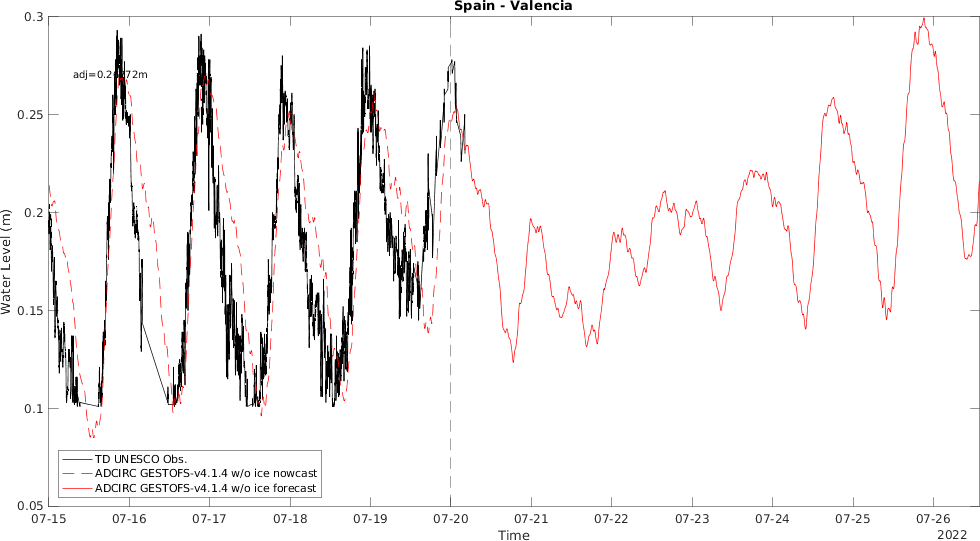 Spain - Valencia
0.3
0.25
0.2
0.15
0.1
0.05
Water Level (m)
TD UNESCO Obs.
ADCIRC GESTOFS-v4.1.4 w/o ice nowcast
ADCIRC GESTOFS-v4.1.4 w/o ice forecast
07-15 07-16 07-17 07-18 07-19 07-20 07-21 07-22 07-23 07-24 07-25 07-26
Time
2022